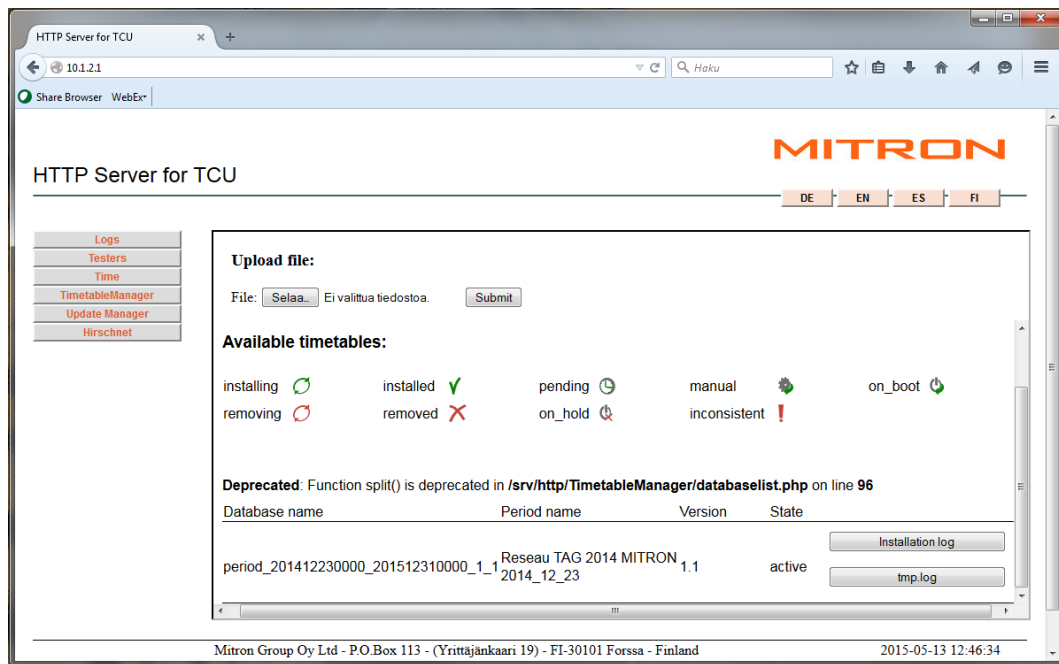 HTTP Server for TCU
10.1.2.1
Haku
Share Browser WebEx
MITRON
HTTP Server for TCU
DE EN ES FI
Logs
Testers
Time
TimetableManager
Update Manager
Hirschnet
Upload file:
File: Selaa... Ei valittua tiedostoa. Submit
Available timetables:
installing installed pending manual on_boot
removing removed on_hold inconsistent
Deprecated: Function split() is deprecated in /srv/http/TimetableManager/databaselist.php on line 96
Database name Period name Version State
period_201412230000_201512310000_1_1 Reseau TAG 2014 MITRON 2014_12_23 1.1 active
Installation log
tmp.log
Mitron Group Oy Ltd - P.O.Box 113 - (Yrittäjänkaari 19) - FI-30101 Forssa - Finland 2015-05-13 12:46:34